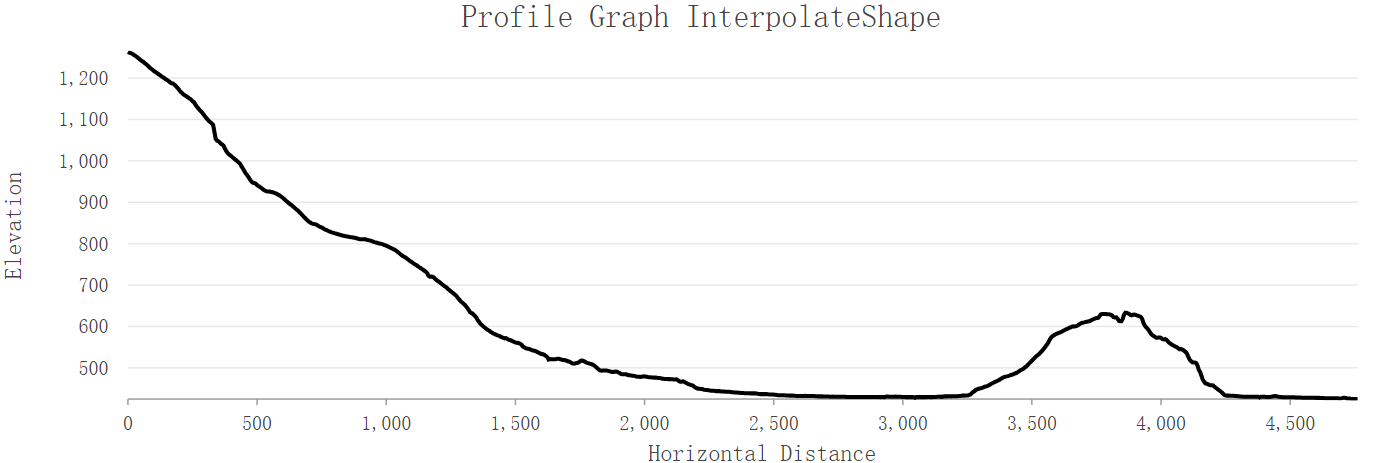 Profile Graph InterpolateShape
Elevation
1,200
1,100
1,000
900
800
700
600
500
0 500 1,000 1,500 2,000 2,500 3,000 3,500 4,000 4,500
Horizontal Distance